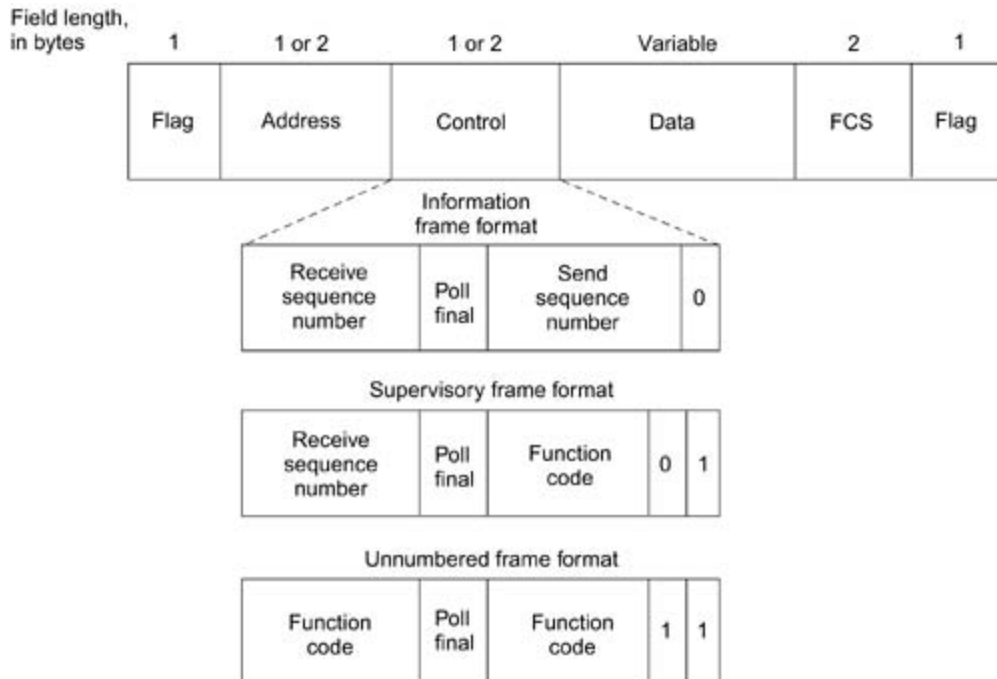 Field length,
in bytes
1
1 or 2
1 or 2
Variable
2
1
Flag
Address
Control
Data
FCS
Flag
Information
frame format
Receive
sequence
number
Poll
final
Send
sequence
number
0
Supervisory frame format
Receive
sequence
number
Poll
final
Function
code
0
1
Unnumbered frame format
Function
code
Poll
final
Function
code
1
1